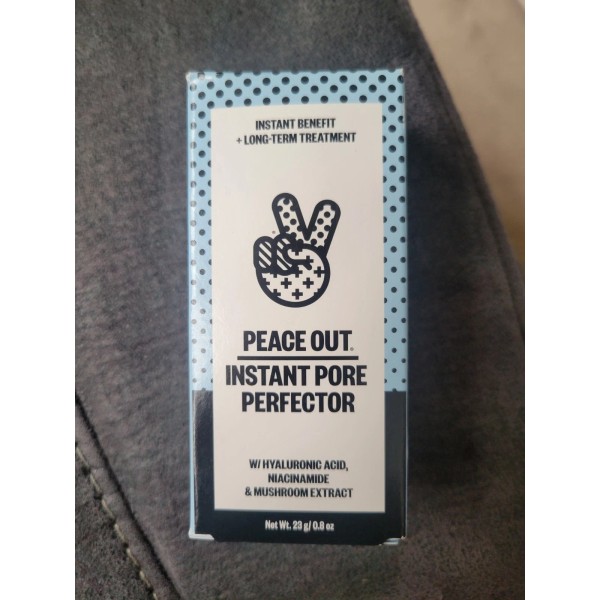 INSTANT BENEFIT
+ LONG-TERM TREATMENT
PEACE OUT®
INSTANT PORE
PERFECTOR
W/ HYALURONIC ACID,
NIACINAMIDE
& MUSHROOM EXTRACT
Net Wt. 23 g/ 0.8 oz